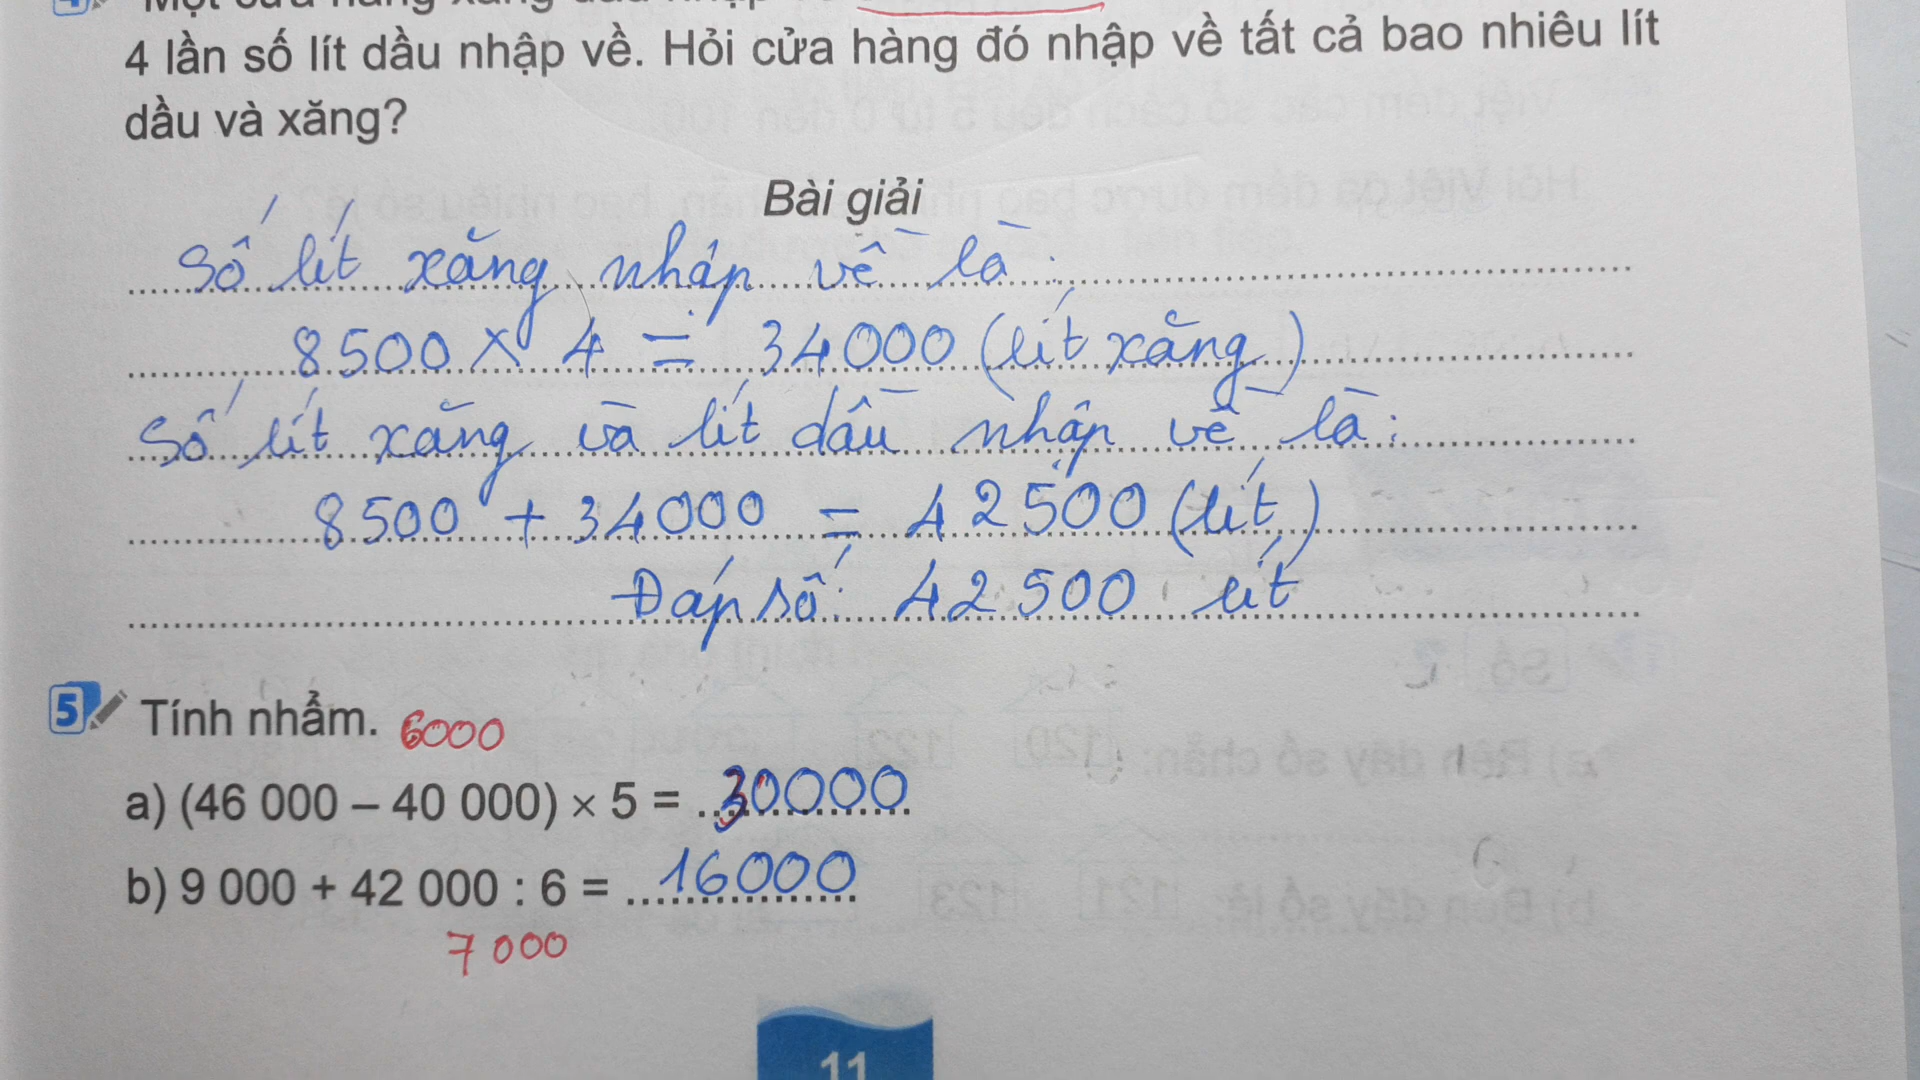 4 lần số lít dầu nhập về. Hỏi cửa hàng đó nhập về tất cả bao nhiêu lít
dầu và xăng?
Bài giải
Số lít xăng nhập về là:
8500 × 4 = 34000 (lít xăng)
Số lít xăng và lít dầu nhập về là:
8500 + 34000 = 42500 (lít)
Đáp số: 42500 lít
5 Tính nhẩm. 6000
a) (46 000 – 40 000) × 5 = 30000
b) 9 000 + 42 000 : 6 = 16000
7000
11